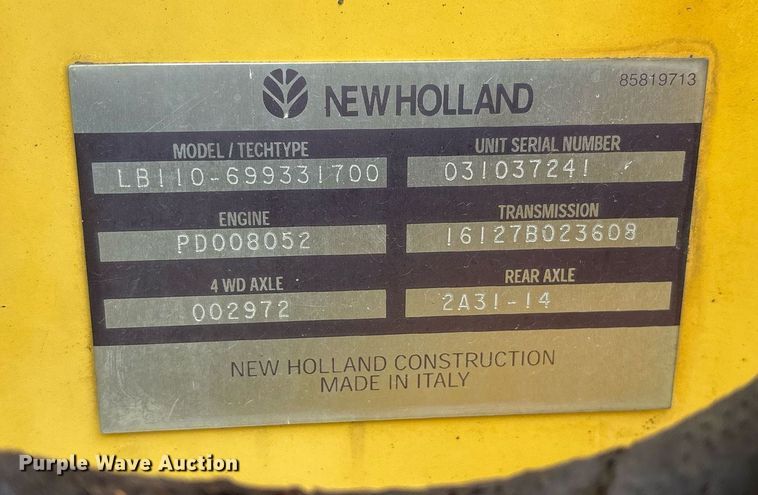 NEW HOLLAND 85819713
MODEL / TECHTYPE UNIT SERIAL NUMBER
LB110-699331700 031037241
ENGINE TRANSMISSION
PD008052 16127B023608
4 WD AXLE REAR AXLE
002972 2A31-14
NEW HOLLAND CONSTRUCTION
MADE IN ITALY
Purple Wave Auction